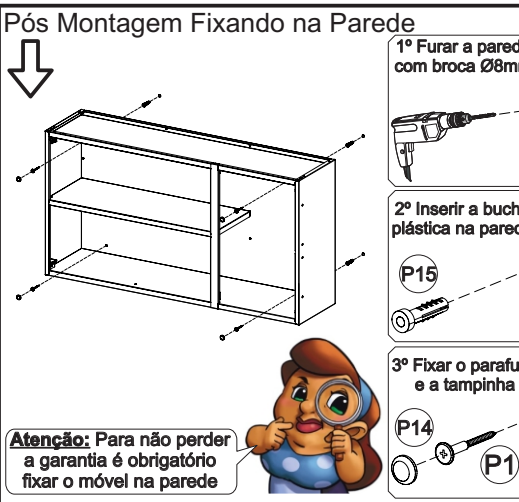 Pós Montagem Fixando na Parede
1º Furar a pared
com broca Ø8mm
2º Inserir a buch
plástica na pared
P15
3º Fixar o parafu
e a tampinha
P14
P1
Atenção: Para não perder
a garantia é obrigatório
fixar o móvel na parede